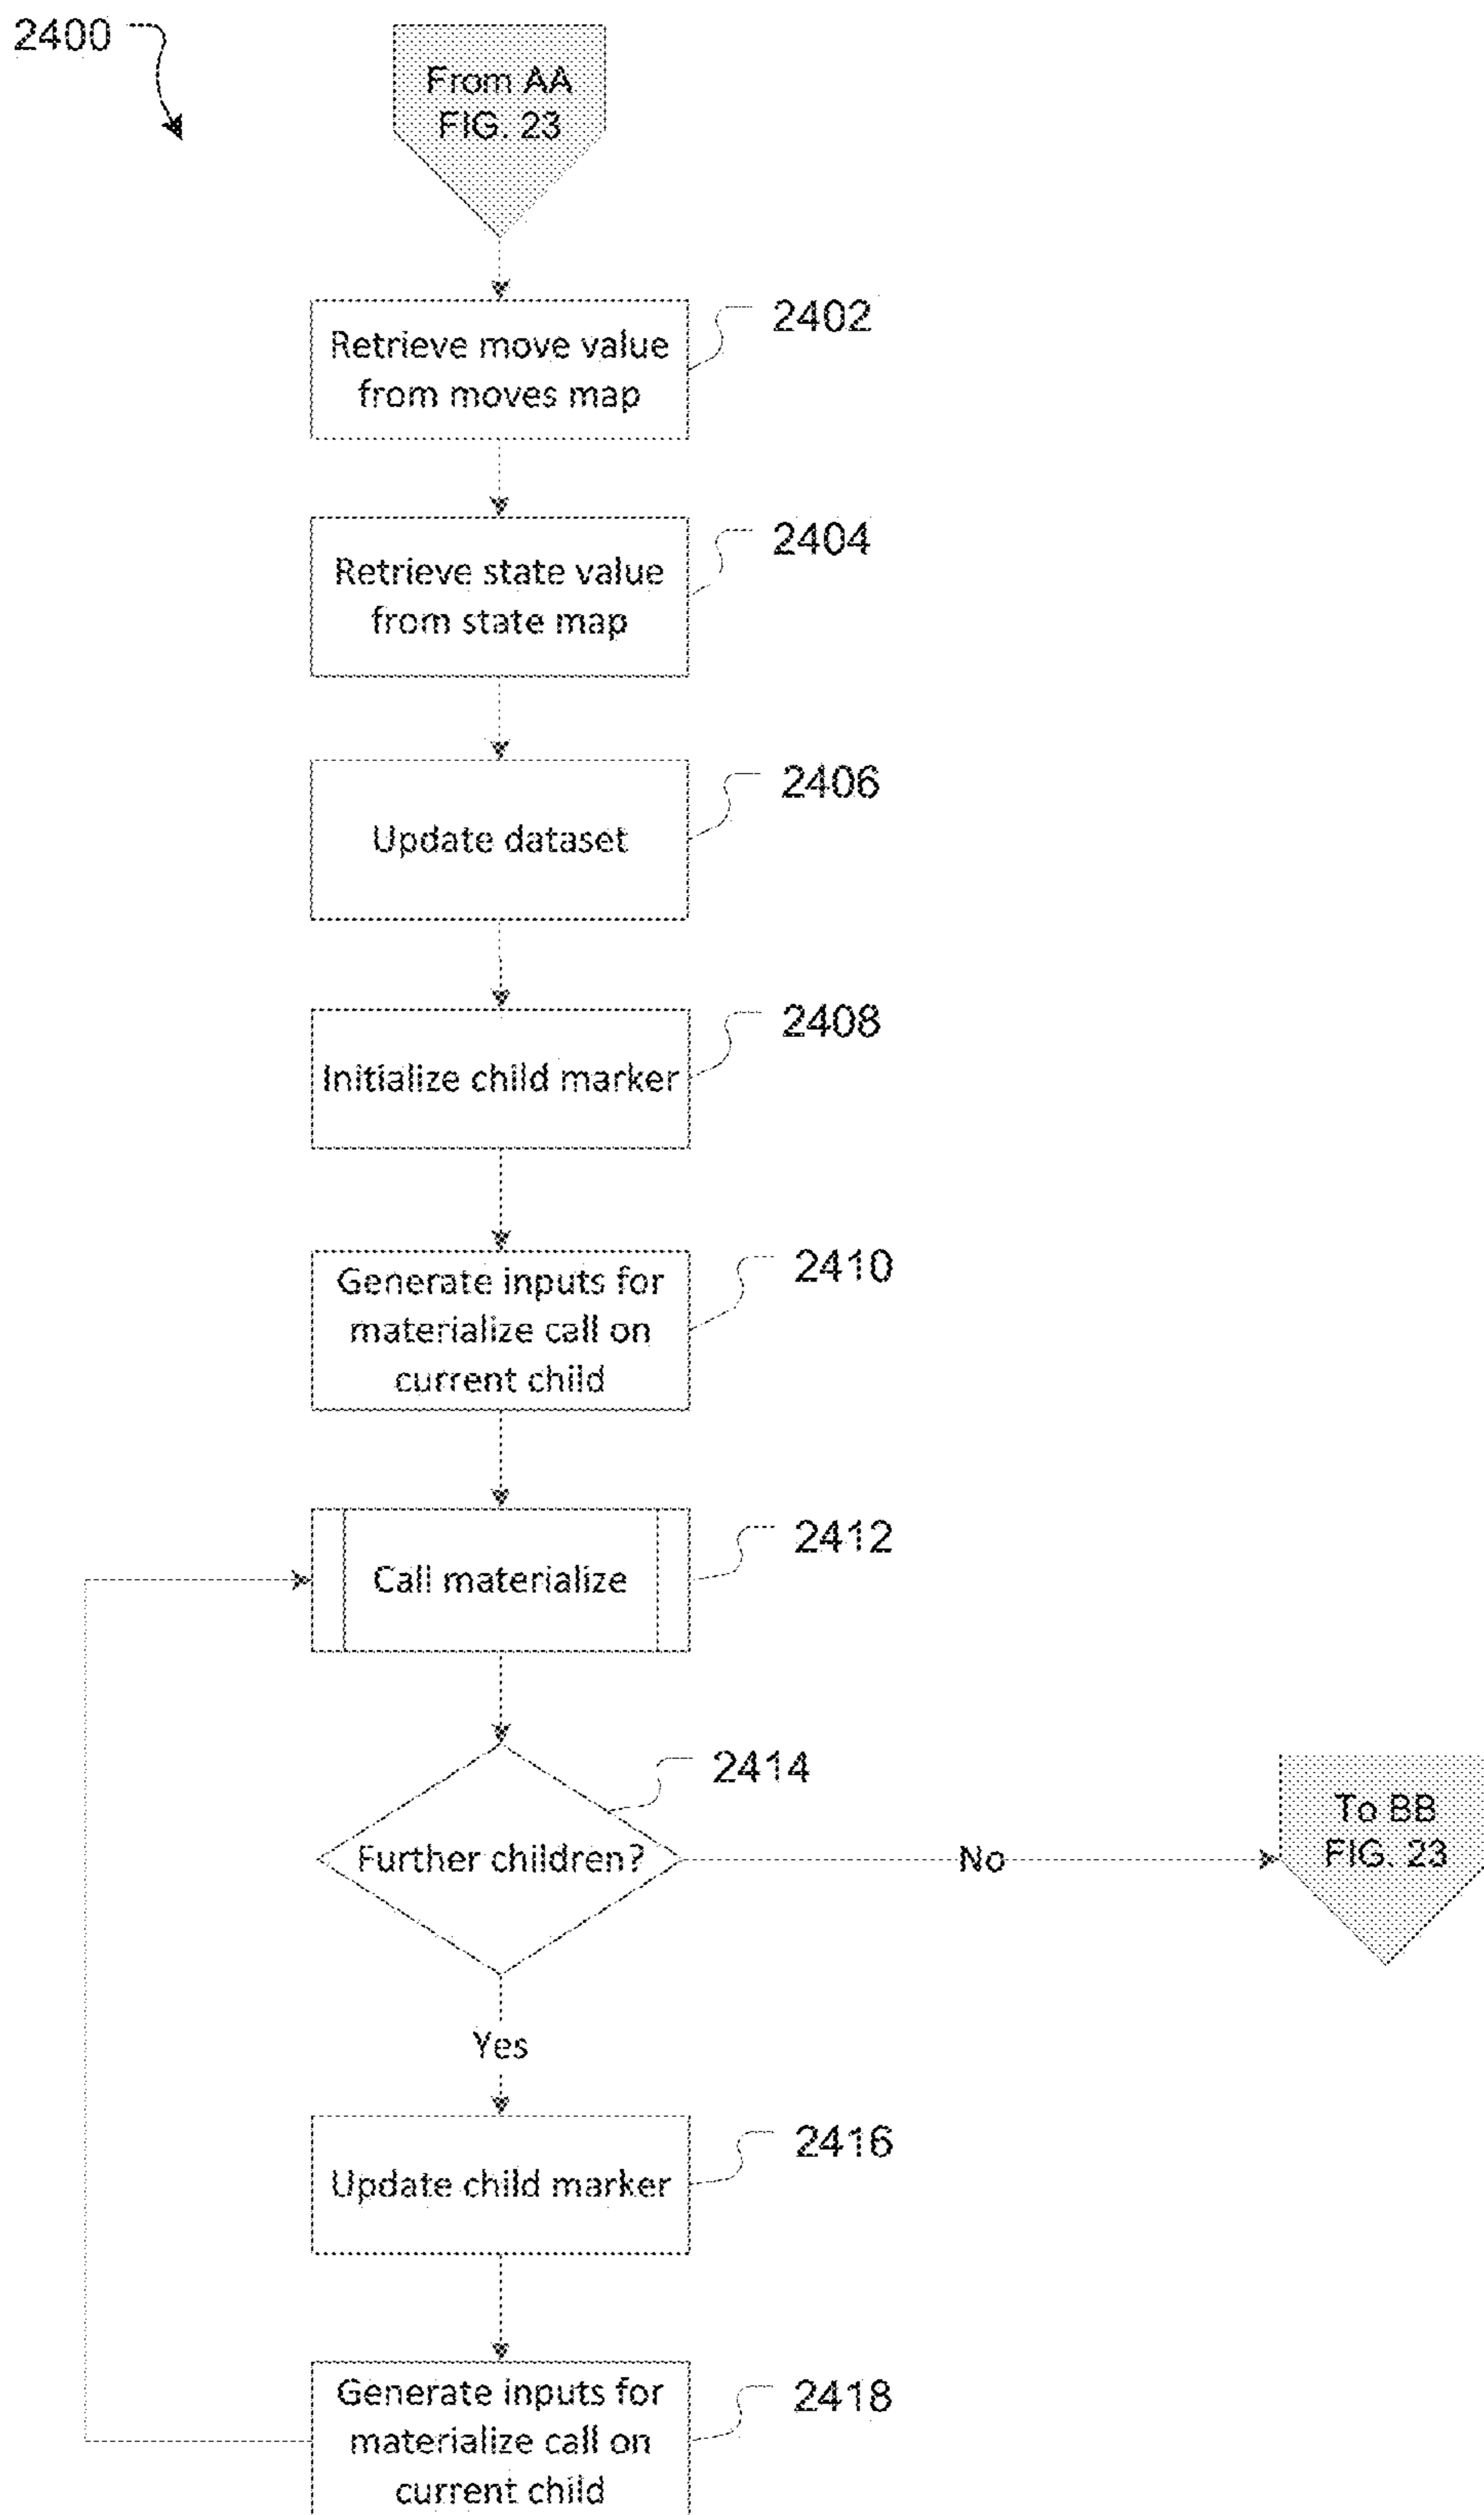 2400
From AA
FIG. 23
Retrieve move value
from moves map
2402
Retrieve state value
from state map
2404
Update dataset
2406
Initialize child marker
2408
Generate inputs for
materialize call on
current child
2410
Call materialize
2412
Further children?
2414
No
To BB
FIG. 23
Yes
Update child marker
2416
Generate inputs for
materialize call on
current child
2418